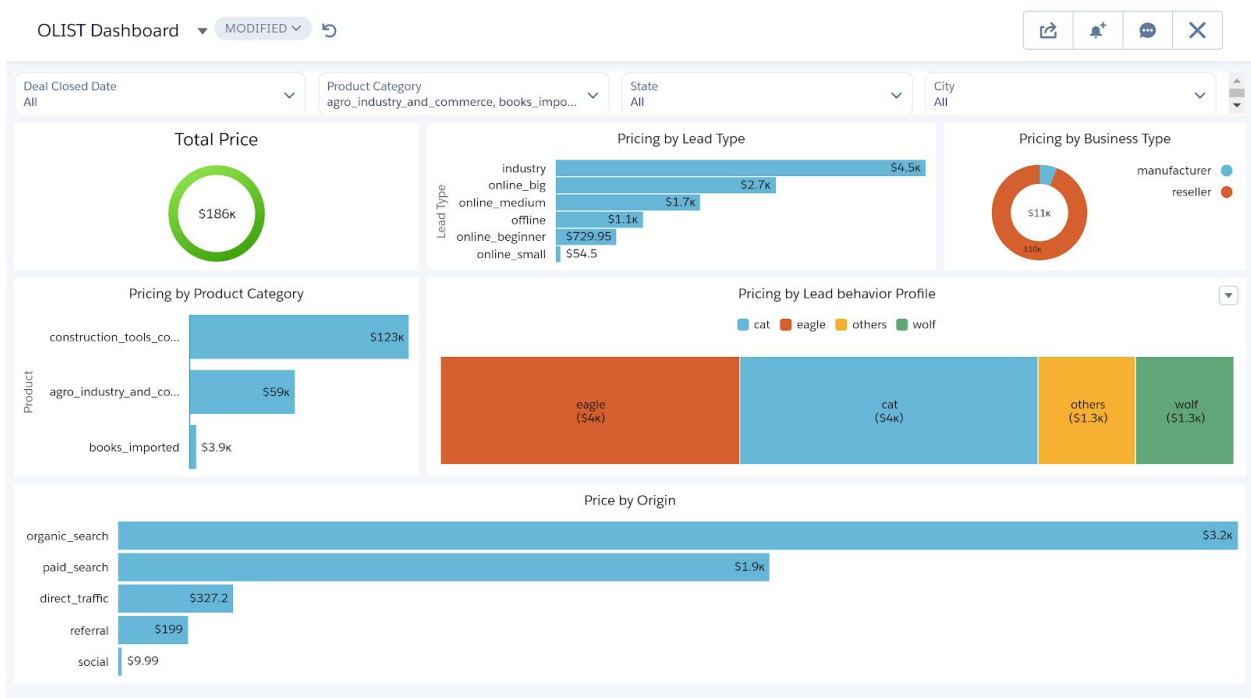 OLIST Dashboard
MODIFIED
Deal Closed Date
All
Product Category
agro_industry_and_commerce, books_impo...
State
All
City
All
Total Price
$186K
Pricing by Lead Type
Lead Type
industry
$4.5K
online_big
$2.7K
online_medium
$1.7K
offline
$1.1K
online_beginner
$729.95
online_small
$54.5
Pricing by Business Type
manufacturer
reseller
$11K
$10K
Pricing by Product Category
Product
construction_tools_co...
$123K
agro_industry_and_co...
$59K
books_imported
$3.9K
Pricing by Lead behavior Profile
cat
eagle
others
wolf
eagle
($4K)
cat
($4K)
others
($1.3K)
wolf
($1.3K)
Price by Origin
organic_search
$3.2K
paid_search
$1.9K
direct_traffic
$327.2
referral
$199
social
$9.99